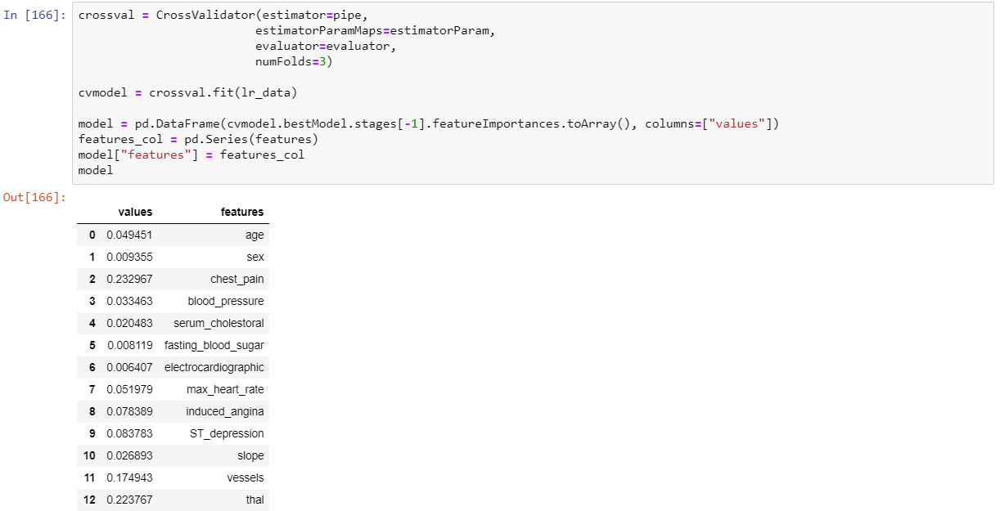 In [166]: crossval = CrossValidator(estimator=pipe,
estimatorParamMaps=estimatorParam,
evaluator=evaluator,
numFolds=3)
cvmodel = crossval.fit(lr_data)
model = pd.DataFrame(cvmodel.bestModel.stages[-1].featureImportances.toArray(), columns=["values"])
features_col = pd.Series(features)
model["features"] = features_col
model
Out[166]:
values features
0 0.049451 age
1 0.009355 sex
2 0.232967 chest_pain
3 0.033463 blood_pressure
4 0.020483 serum_cholestoral
5 0.008119 fasting_blood_sugar
6 0.006407 electrocardiographic
7 0.051979 max_heart_rate
8 0.078389 induced_angina
9 0.083783 ST_depression
10 0.026893 slope
11 0.174943 vessels
12 0.223767 thal